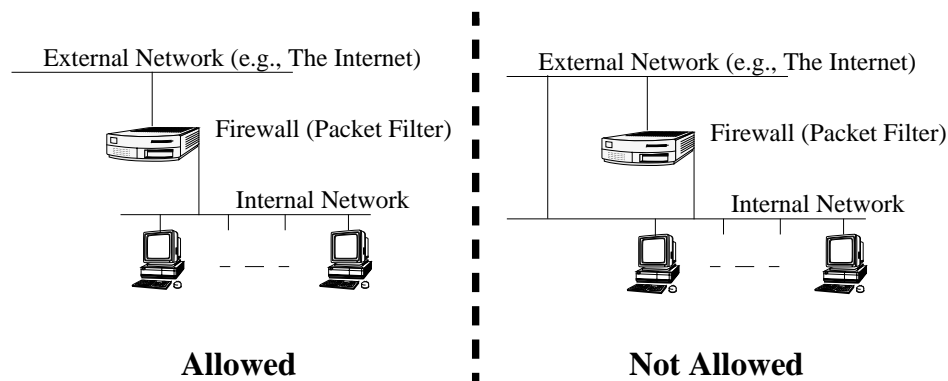 External Network (e.g., The Internet)
Firewall (Packet Filter)
Internal Network
Allowed
External Network (e.g., The Internet)
Firewall (Packet Filter)
Internal Network
Not Allowed